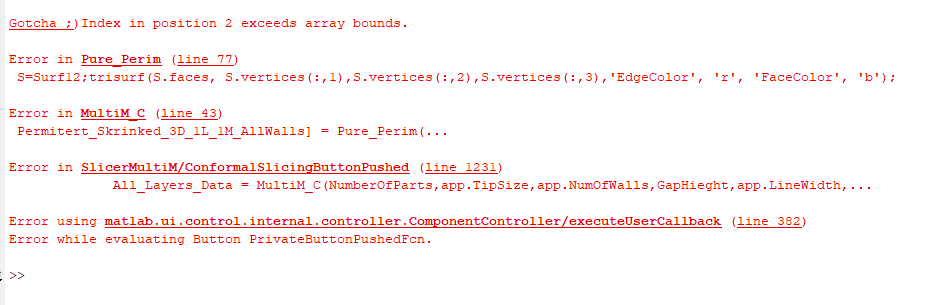 Gotcha ;)Index in position 2 exceeds array bounds.
Error in Pure_Perim (line 77)
S=Surf12;trisurf(S.faces, S.vertices(:,1),S.vertices(:,2),S.vertices(:,3),'EdgeColor', 'r', 'FaceColor', 'b');
Error in MultiM_C (line 43)
Permitert_Skrinked_3D_1L_1M_AllWalls] = Pure_Perim(...
Error in SlicerMultiM/ConformalSlicingButtonPushed (line 1231)
All_Layers_Data = MultiM_C(NumberOfParts,app.TipSize,app.NumOfWalls,GapHieght,app.LineWidth,...
Error using matlab.ui.control.internal.controller.ComponentController/executeUserCallback (line 382)
Error while evaluating Button PrivateButtonPushedFcn.
>>